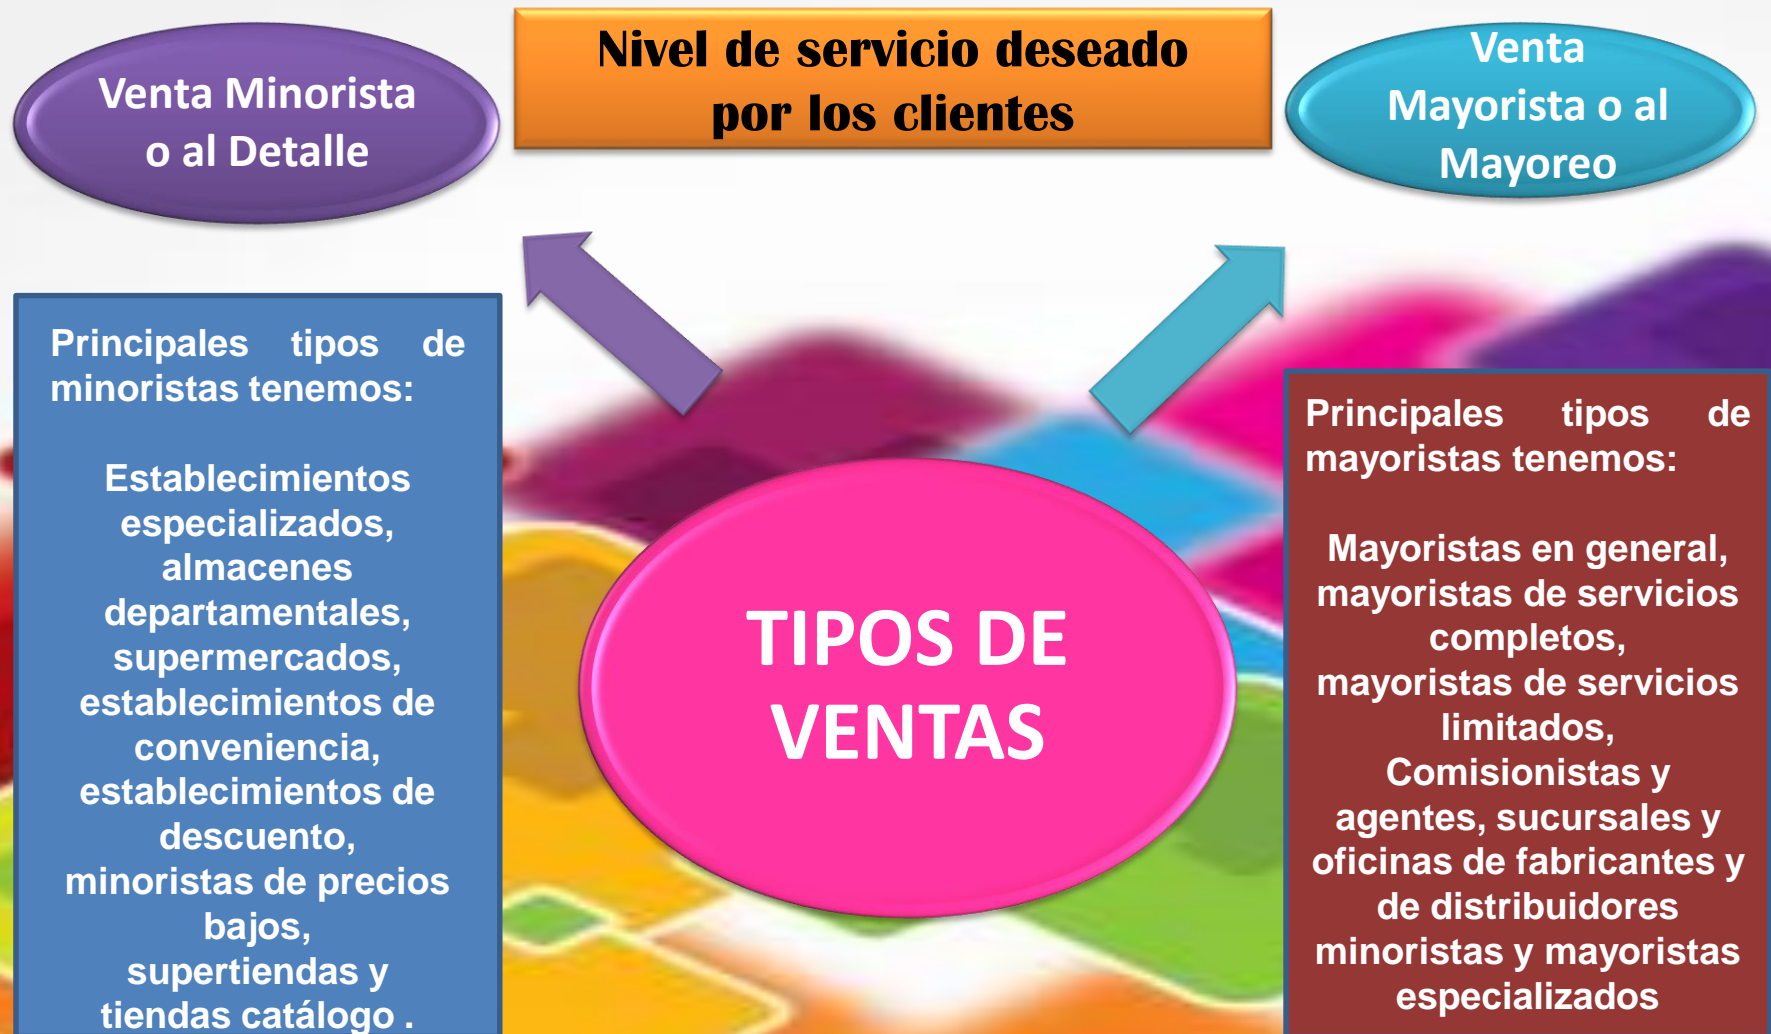 Nivel de servicio deseado
por los clientes
Venta Minorista
o al Detalle
Venta
Mayorista o al
Mayoreo
Principales tipos de
minoristas tenemos:
Establecimientos
especializados,
almacenes
departamentales,
supermercados,
establecimientos de
conveniencia,
establecimientos de
descuento,
minoristas de precios
bajos,
supertiendas y
tiendas catálogo .
TIPOS DE
VENTAS
Principales tipos de
mayoristas tenemos:
Mayoristas en general,
mayoristas de servicios
completos,
mayoristas de servicios
limitados,
Comisionistas y
agentes, sucursales y
oficinas de fabricantes y
de distribuidores
minoristas y mayoristas
especializados